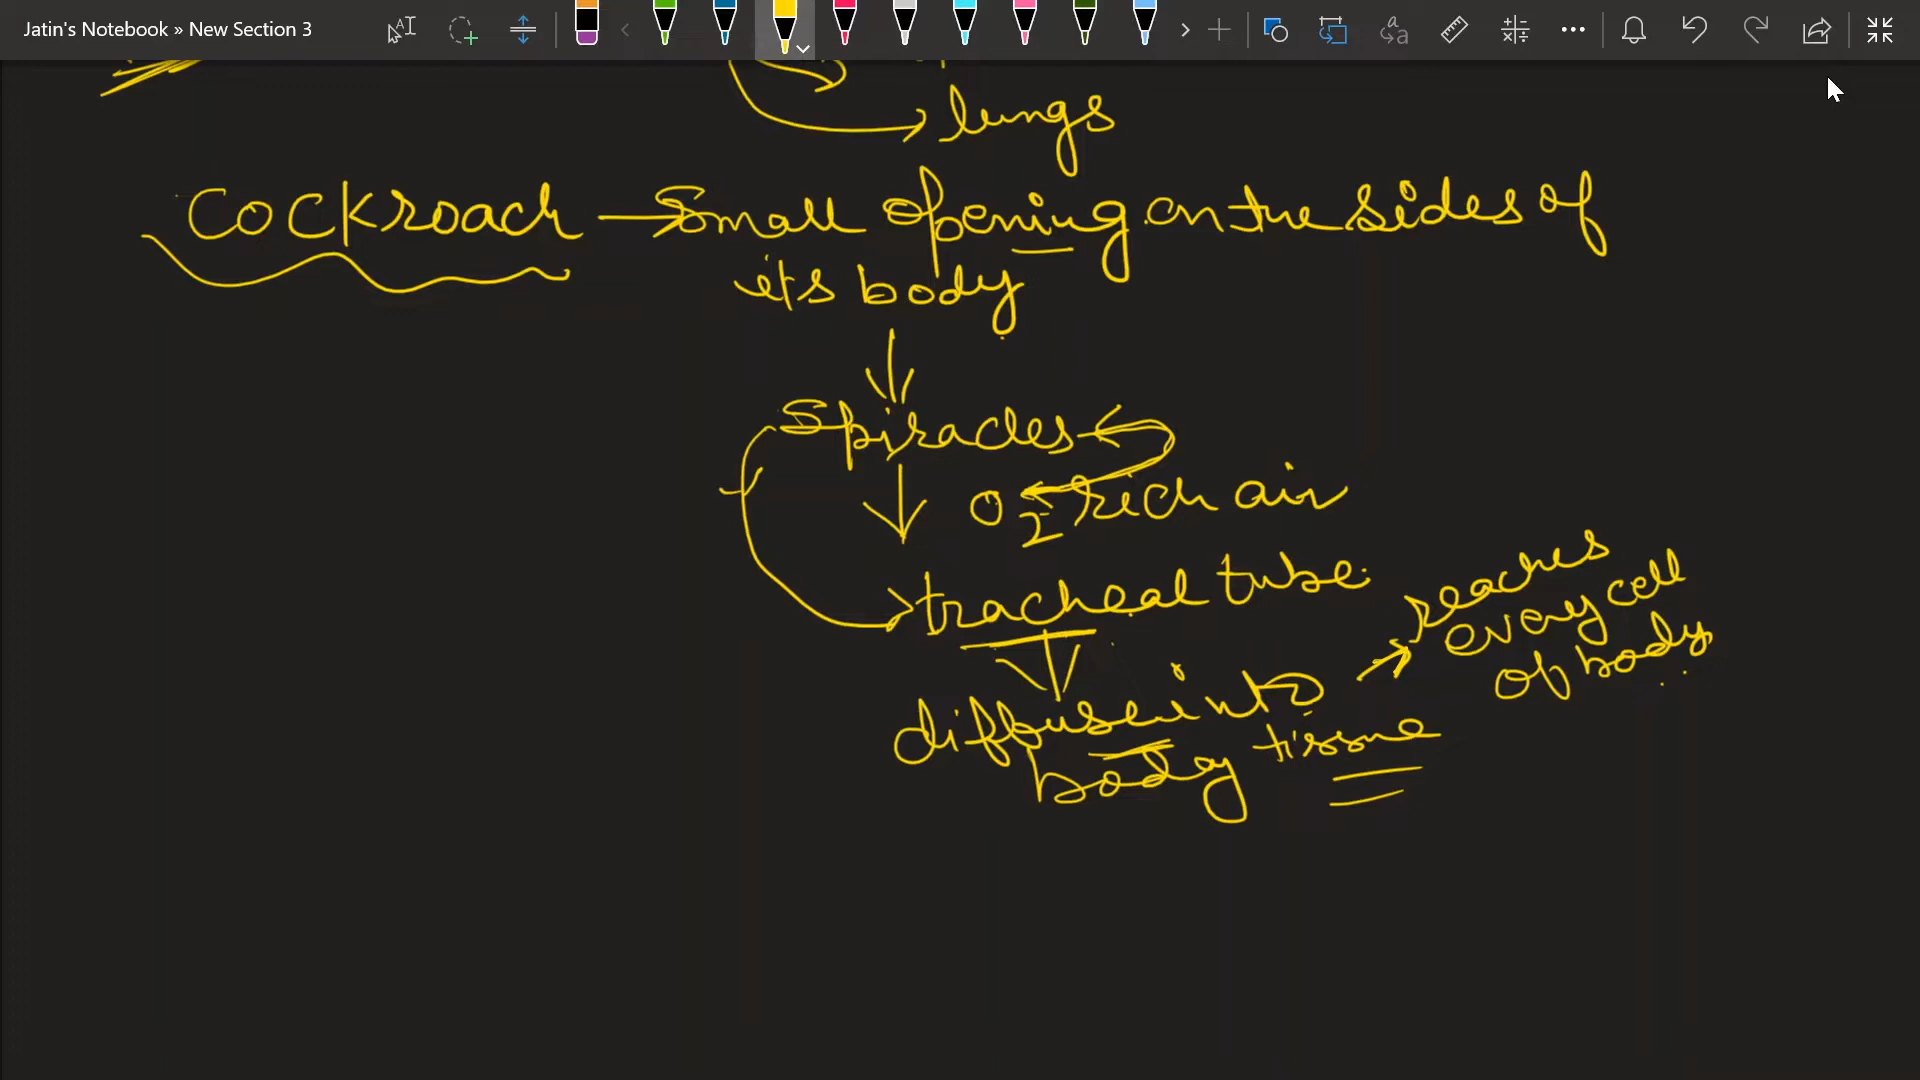 Jatin's Notebook » New Section 3
lungs
Cockroach → Small opening on the sides of
its body
Spiracles
O2 rich air
tracheal tube
reaches
every cell
of body
diffuse into
body tissue